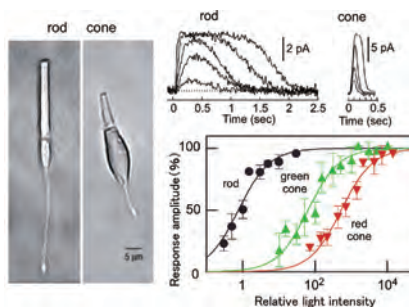 rod cone
5 μm
rod
2 pA
0 0.5 1.0 1.5 2.0 2.5
Time (sec)
cone
5 pA
0
Time (sec)
Response amplitude (%)
100
50
0
rod
green
cone
red
cone
1 10² 10⁴
Relative light intensity